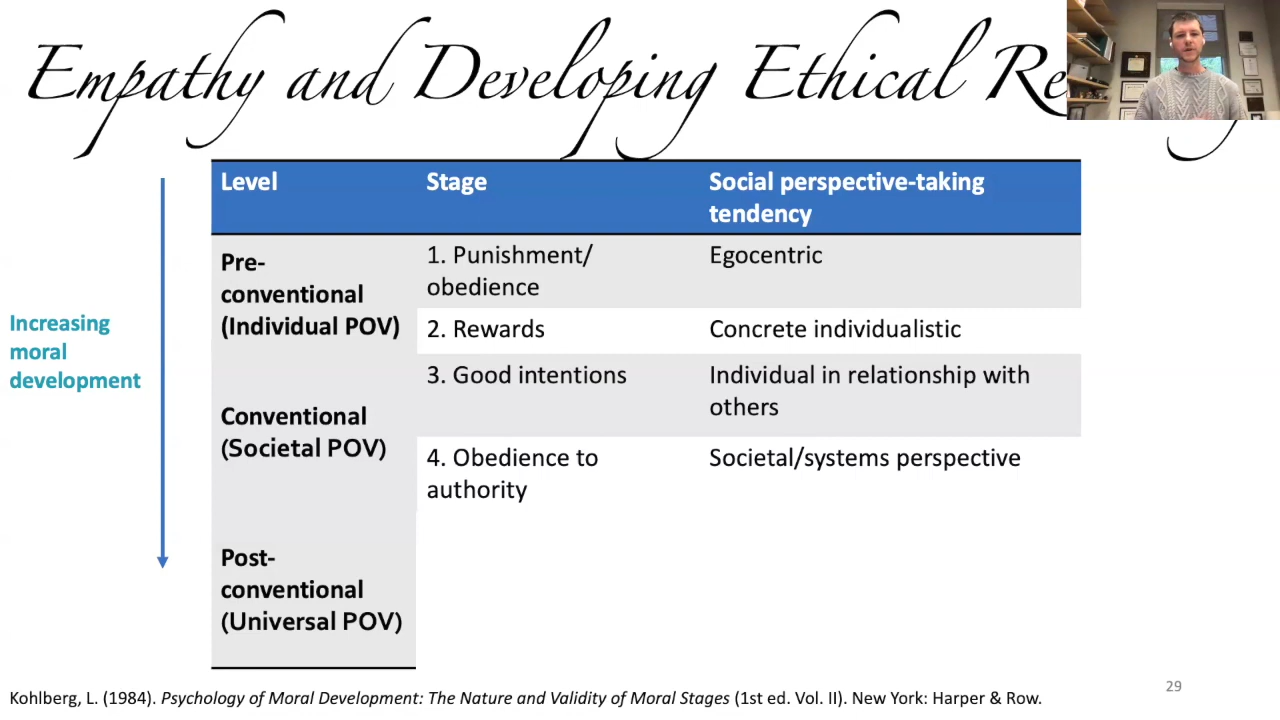 Empathy and Developing Ethical
Level
Stage
Social perspective-taking
tendency
Pre-
conventional
(Individual POV)
1. Punishment/
obedience
Egocentric
2. Rewards
Concrete individualistic
Increasing
moral
development
Conventional
(Societal POV)
3. Good intentions
Individual in relationship with
others
4. Obedience to
authority
Societal/systems perspective
Post-
conventional
(Universal POV)
Kohlberg, L. (1984). Psychology of Moral Development: The Nature and Validity of Moral Stages (1st ed. Vol. II). New York: Harper & Row.
29